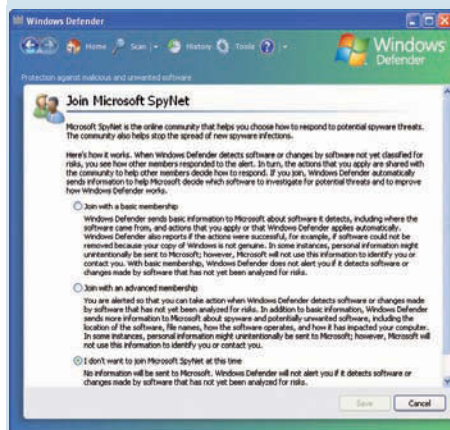 Windows Defender
Home Scan History Tools
Windows
Defender
Protection against malicious and unwanted software
Join Microsoft SpyNet
Microsoft SpyNet is the online community that helps you choose how to respond to potential spyware threats.
The community also helps stop the spread of new spyware infections.
Here's how it works. When Windows Defender detects software or changes by software not yet classified for
risks, you see how other members responded to the alert. In turn, the actions that you apply are shared with
the community to help other members decide how to respond. If you join, Windows Defender automatically
sends information to help Microsoft decide which software to investigate for potential threats and to improve
how Windows Defender works.
Join with a basic membership
Windows Defender sends basic information to Microsoft about software it detects, including where the
software came from, and actions that you apply or that Windows Defender applies automatically.
Windows Defender also reports if the actions were successful, for example, if software could not be
removed because your copy of Windows is not genuine. In some instances, personal information might
unintentionally be sent to Microsoft; however, Microsoft will not use this information to identify you or
contact you. With basic membership, Windows Defender does not alert you if it detects software or
changes made by software that has not yet been analyzed for risks.
Join with an advanced membership
You are alerted so that you can take action when Windows Defender detects software or changes made
by software that has not yet been analyzed for risks. In addition to basic information, Windows Defender
sends more information to Microsoft about spyware and potentially unwanted software, including the
location of the software, file names, how the software operates, and how it has impacted your computer.
In some instances, personal information might unintentionally be sent to Microsoft; however, Microsoft will
not use this information to identify you or contact you.
I don't want to join Microsoft SpyNet at this time
No information will be sent to Microsoft. Windows Defender will not alert you if it detects software or
changes made by software that has not yet been analyzed for risks.
Save Cancel